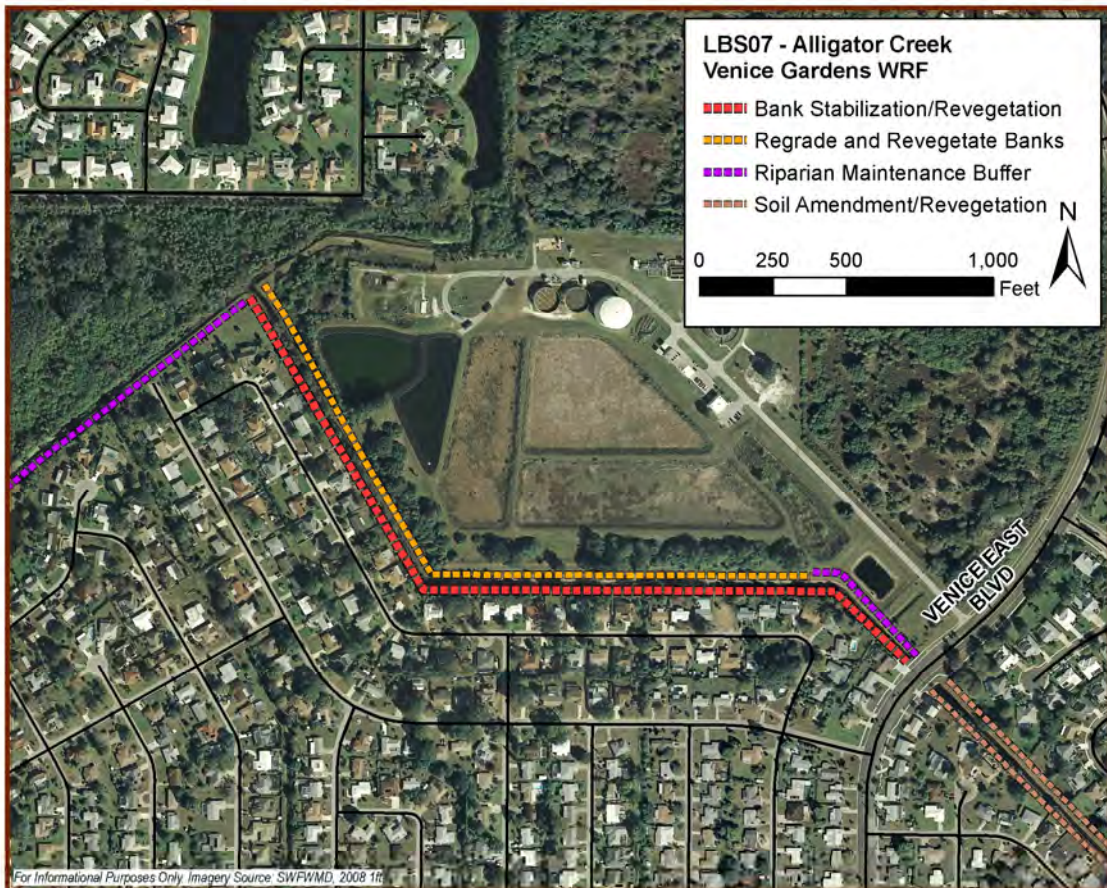 LBS07 - Alligator Creek
Venice Gardens WRF
Bank Stabilization/Revegetation
Regrade and Revegetate Banks
Riparian Maintenance Buffer
Soil Amendment/Revegetation
N
0 250 500 1,000
Feet
VENICE EAST
BLVD
For Informational Purposes Only. Imagery Source: SWFWMD, 2008 1ft